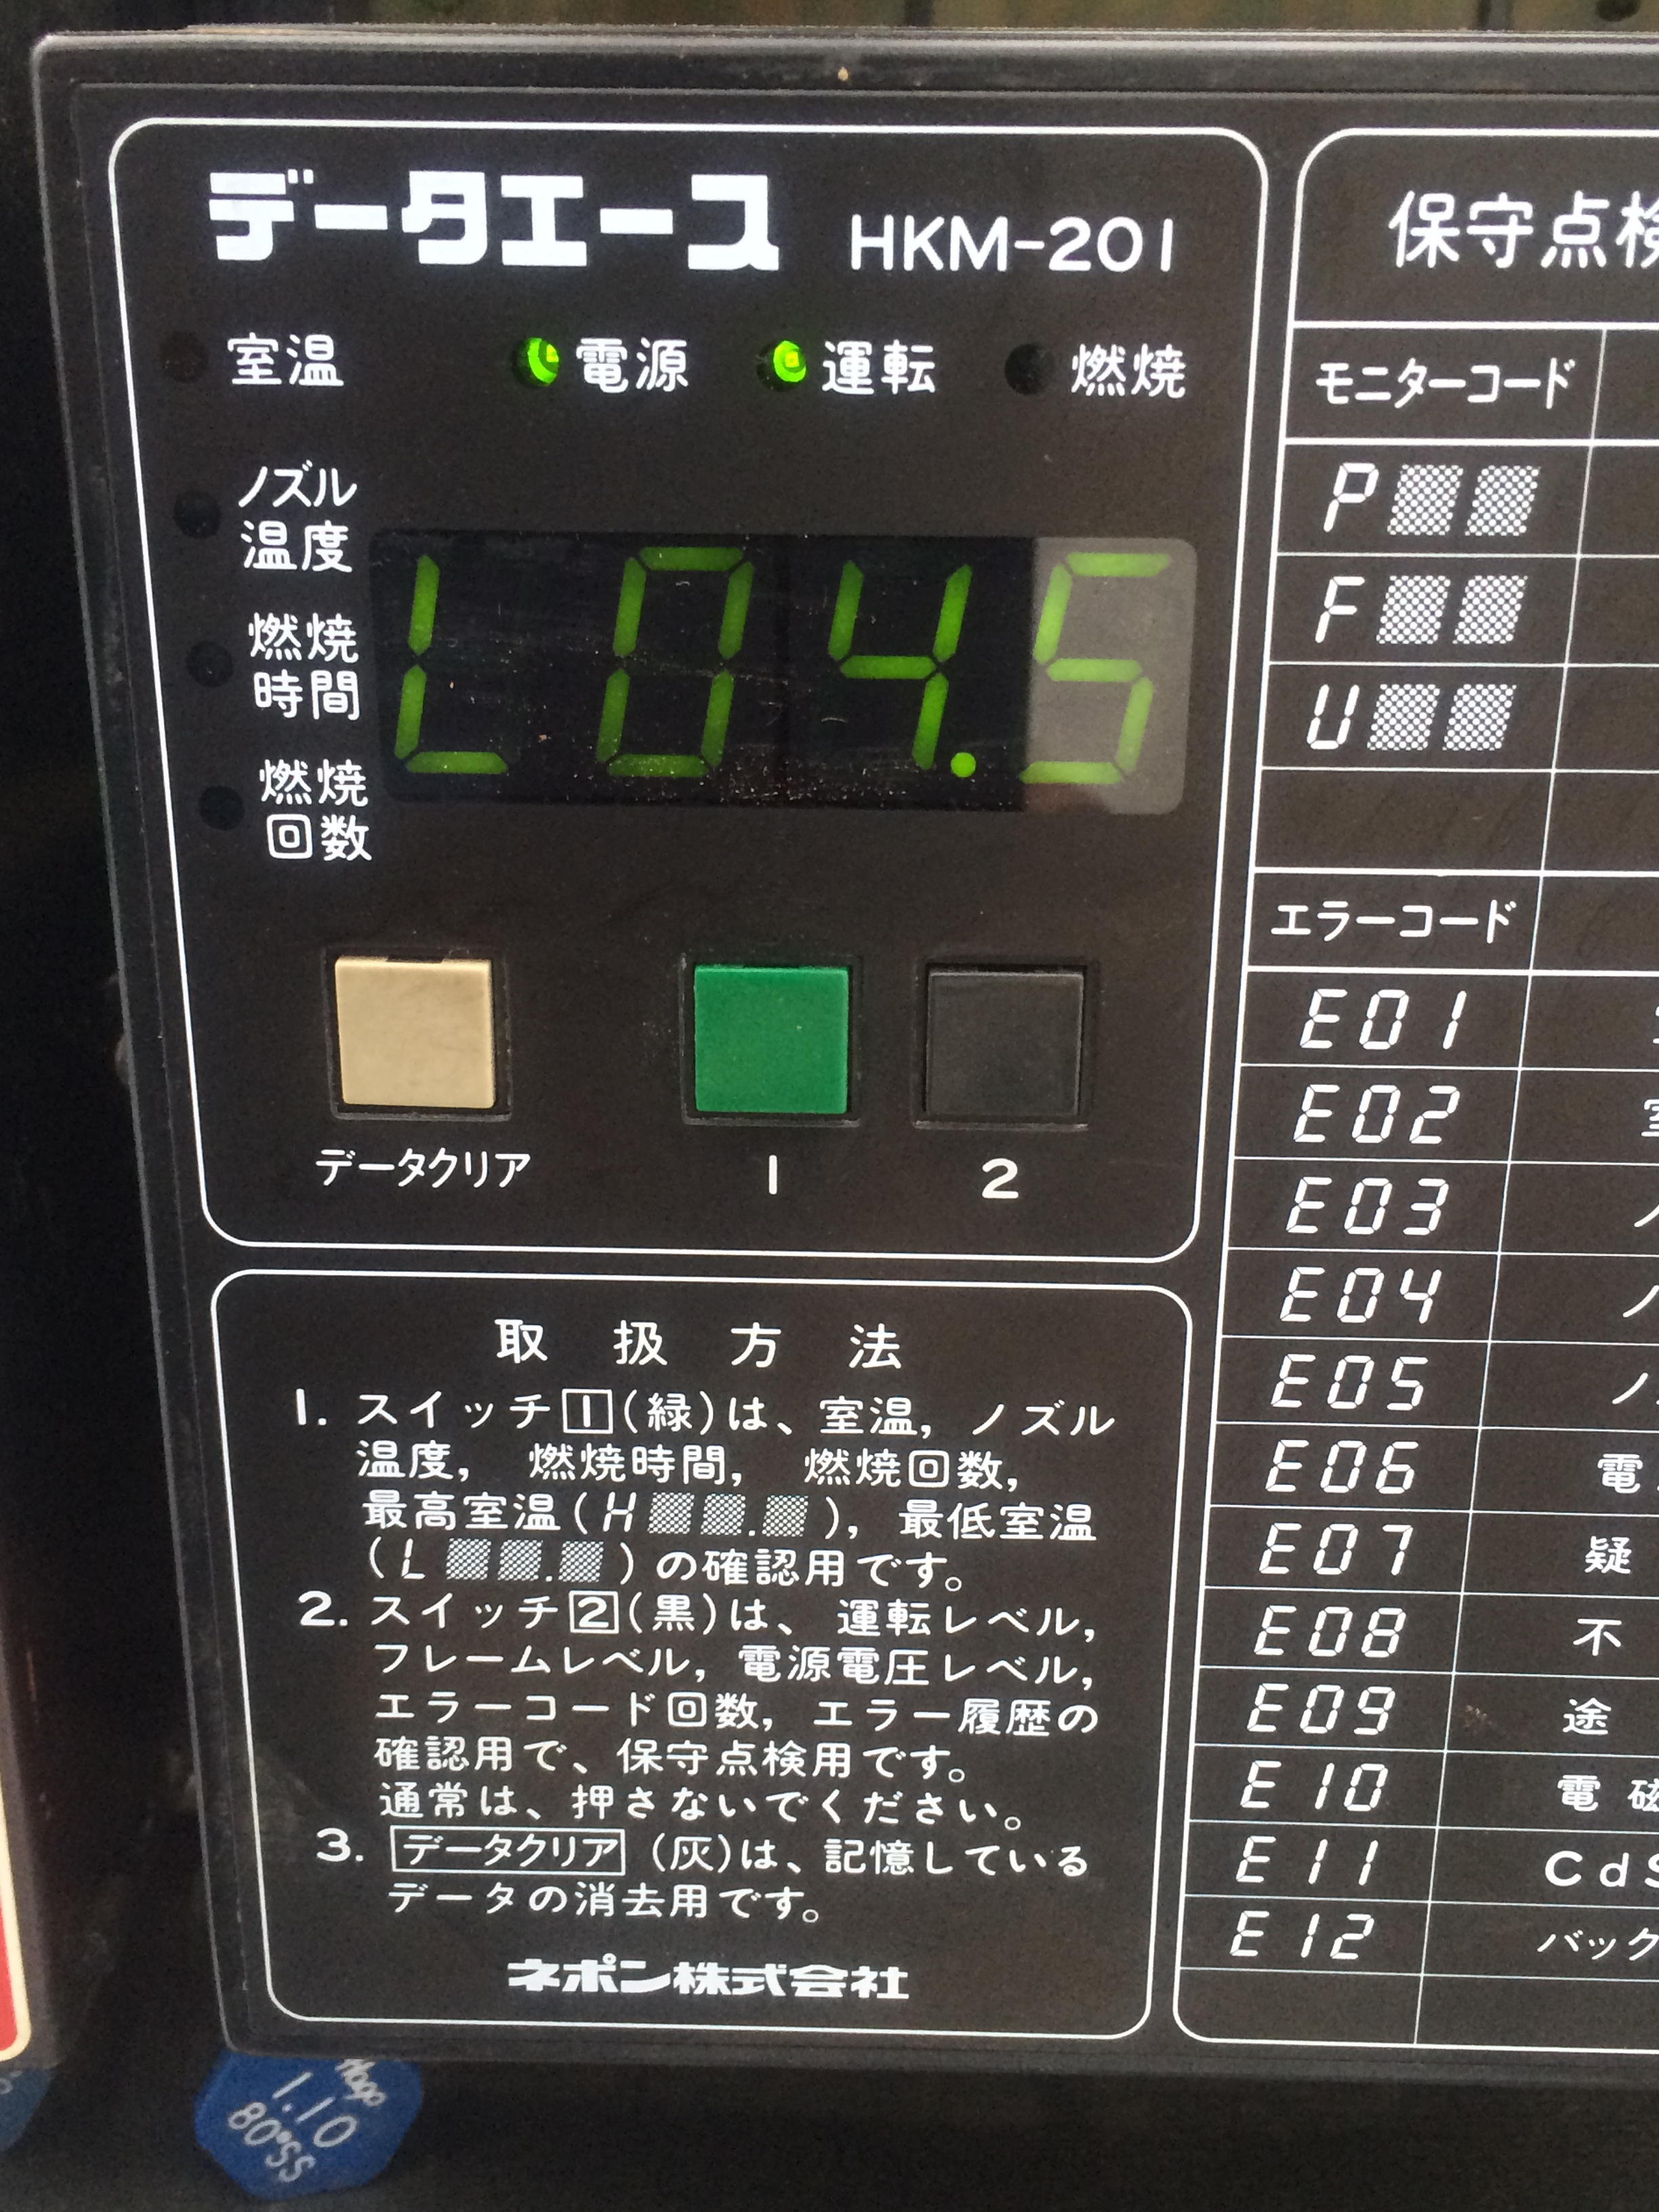 データエース HKM-201
室温 電源 運転 燃焼
ノズル
温度
燃焼
時間
燃焼
回数
L04.5
データクリア 1 2
取扱方法
1. スイッチ1(緑)は、室温, ノズル
温度, 燃焼時間, 燃焼回数,
最高室温(H▒▒.▒), 最低室温
(L▒▒.▒)の確認用です。
2. スイッチ2(黒)は、運転レベル,
フレームレベル, 電源電圧レベル,
エラーコード回数, エラー履歴の
確認用で、保守点検用です。
通常は、押さないでください。
3. データクリア (灰)は、記憶している
データの消去用です。
ネポン株式会社
保守点検
モニターコード
P▒▒
F▒▒
U▒▒
エラーコード
E01
E02
E03 ノ
E04 ノ
E05 ノ
E06 電
E07 疑
E08 不
E09 途
E10 電磁
E11 CdS
E12 バック
Hago
1.10
80°SS